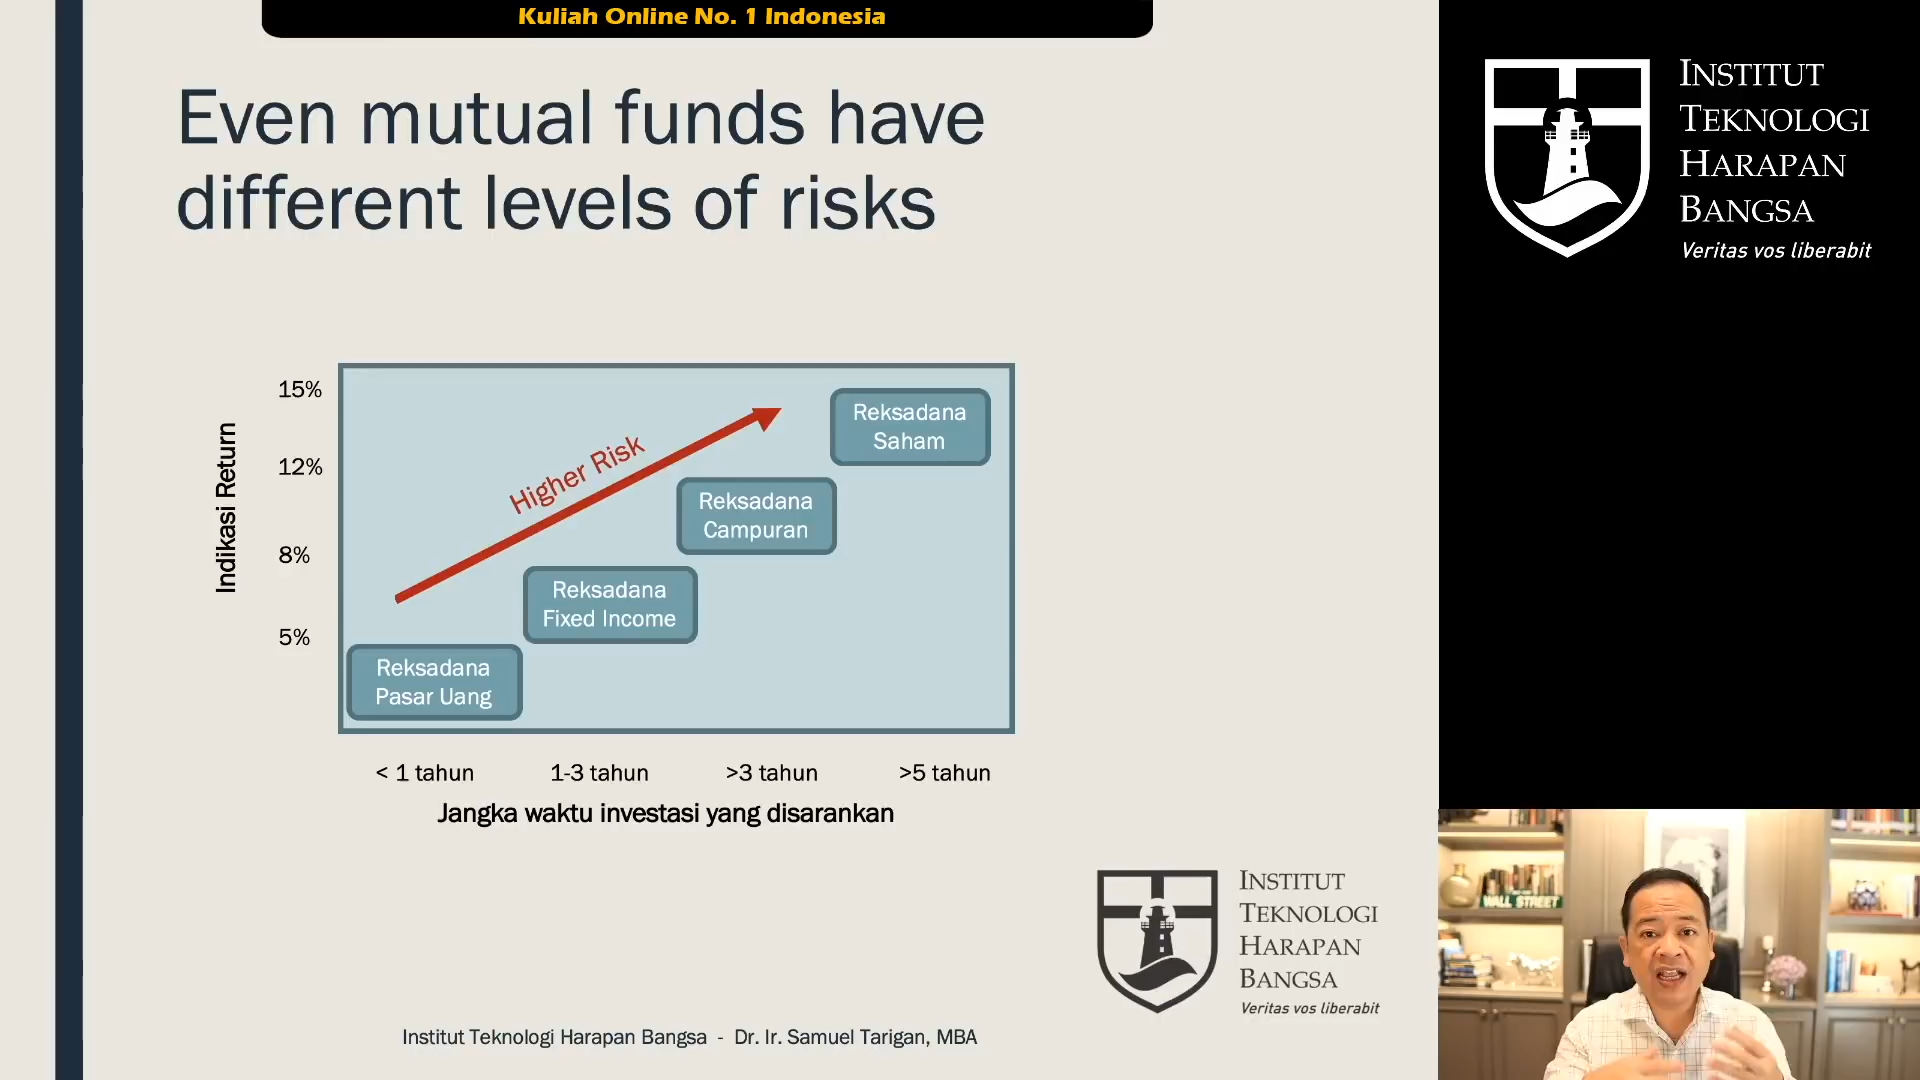 Kuliah Online No. 1 Indonesia
Even mutual funds have
different levels of risks
Indikasi Return
15%
12%
8%
5%
Higher Risk
Reksadana
Saham
Reksadana
Campuran
Reksadana
Fixed Income
Reksadana
Pasar Uang
< 1 tahun
1-3 tahun
>3 tahun
>5 tahun
Jangka waktu investasi yang disarankan
INSTITUT
TEKNOLOGI
HARAPAN
BANGSA
Veritas vos liberabit
Institut Teknologi Harapan Bangsa - Dr. Ir. Samuel Tarigan, MBA
INSTITUT
TEKNOLOGI
HARAPAN
BANGSA
Veritas vos liberabit
WALL STREET